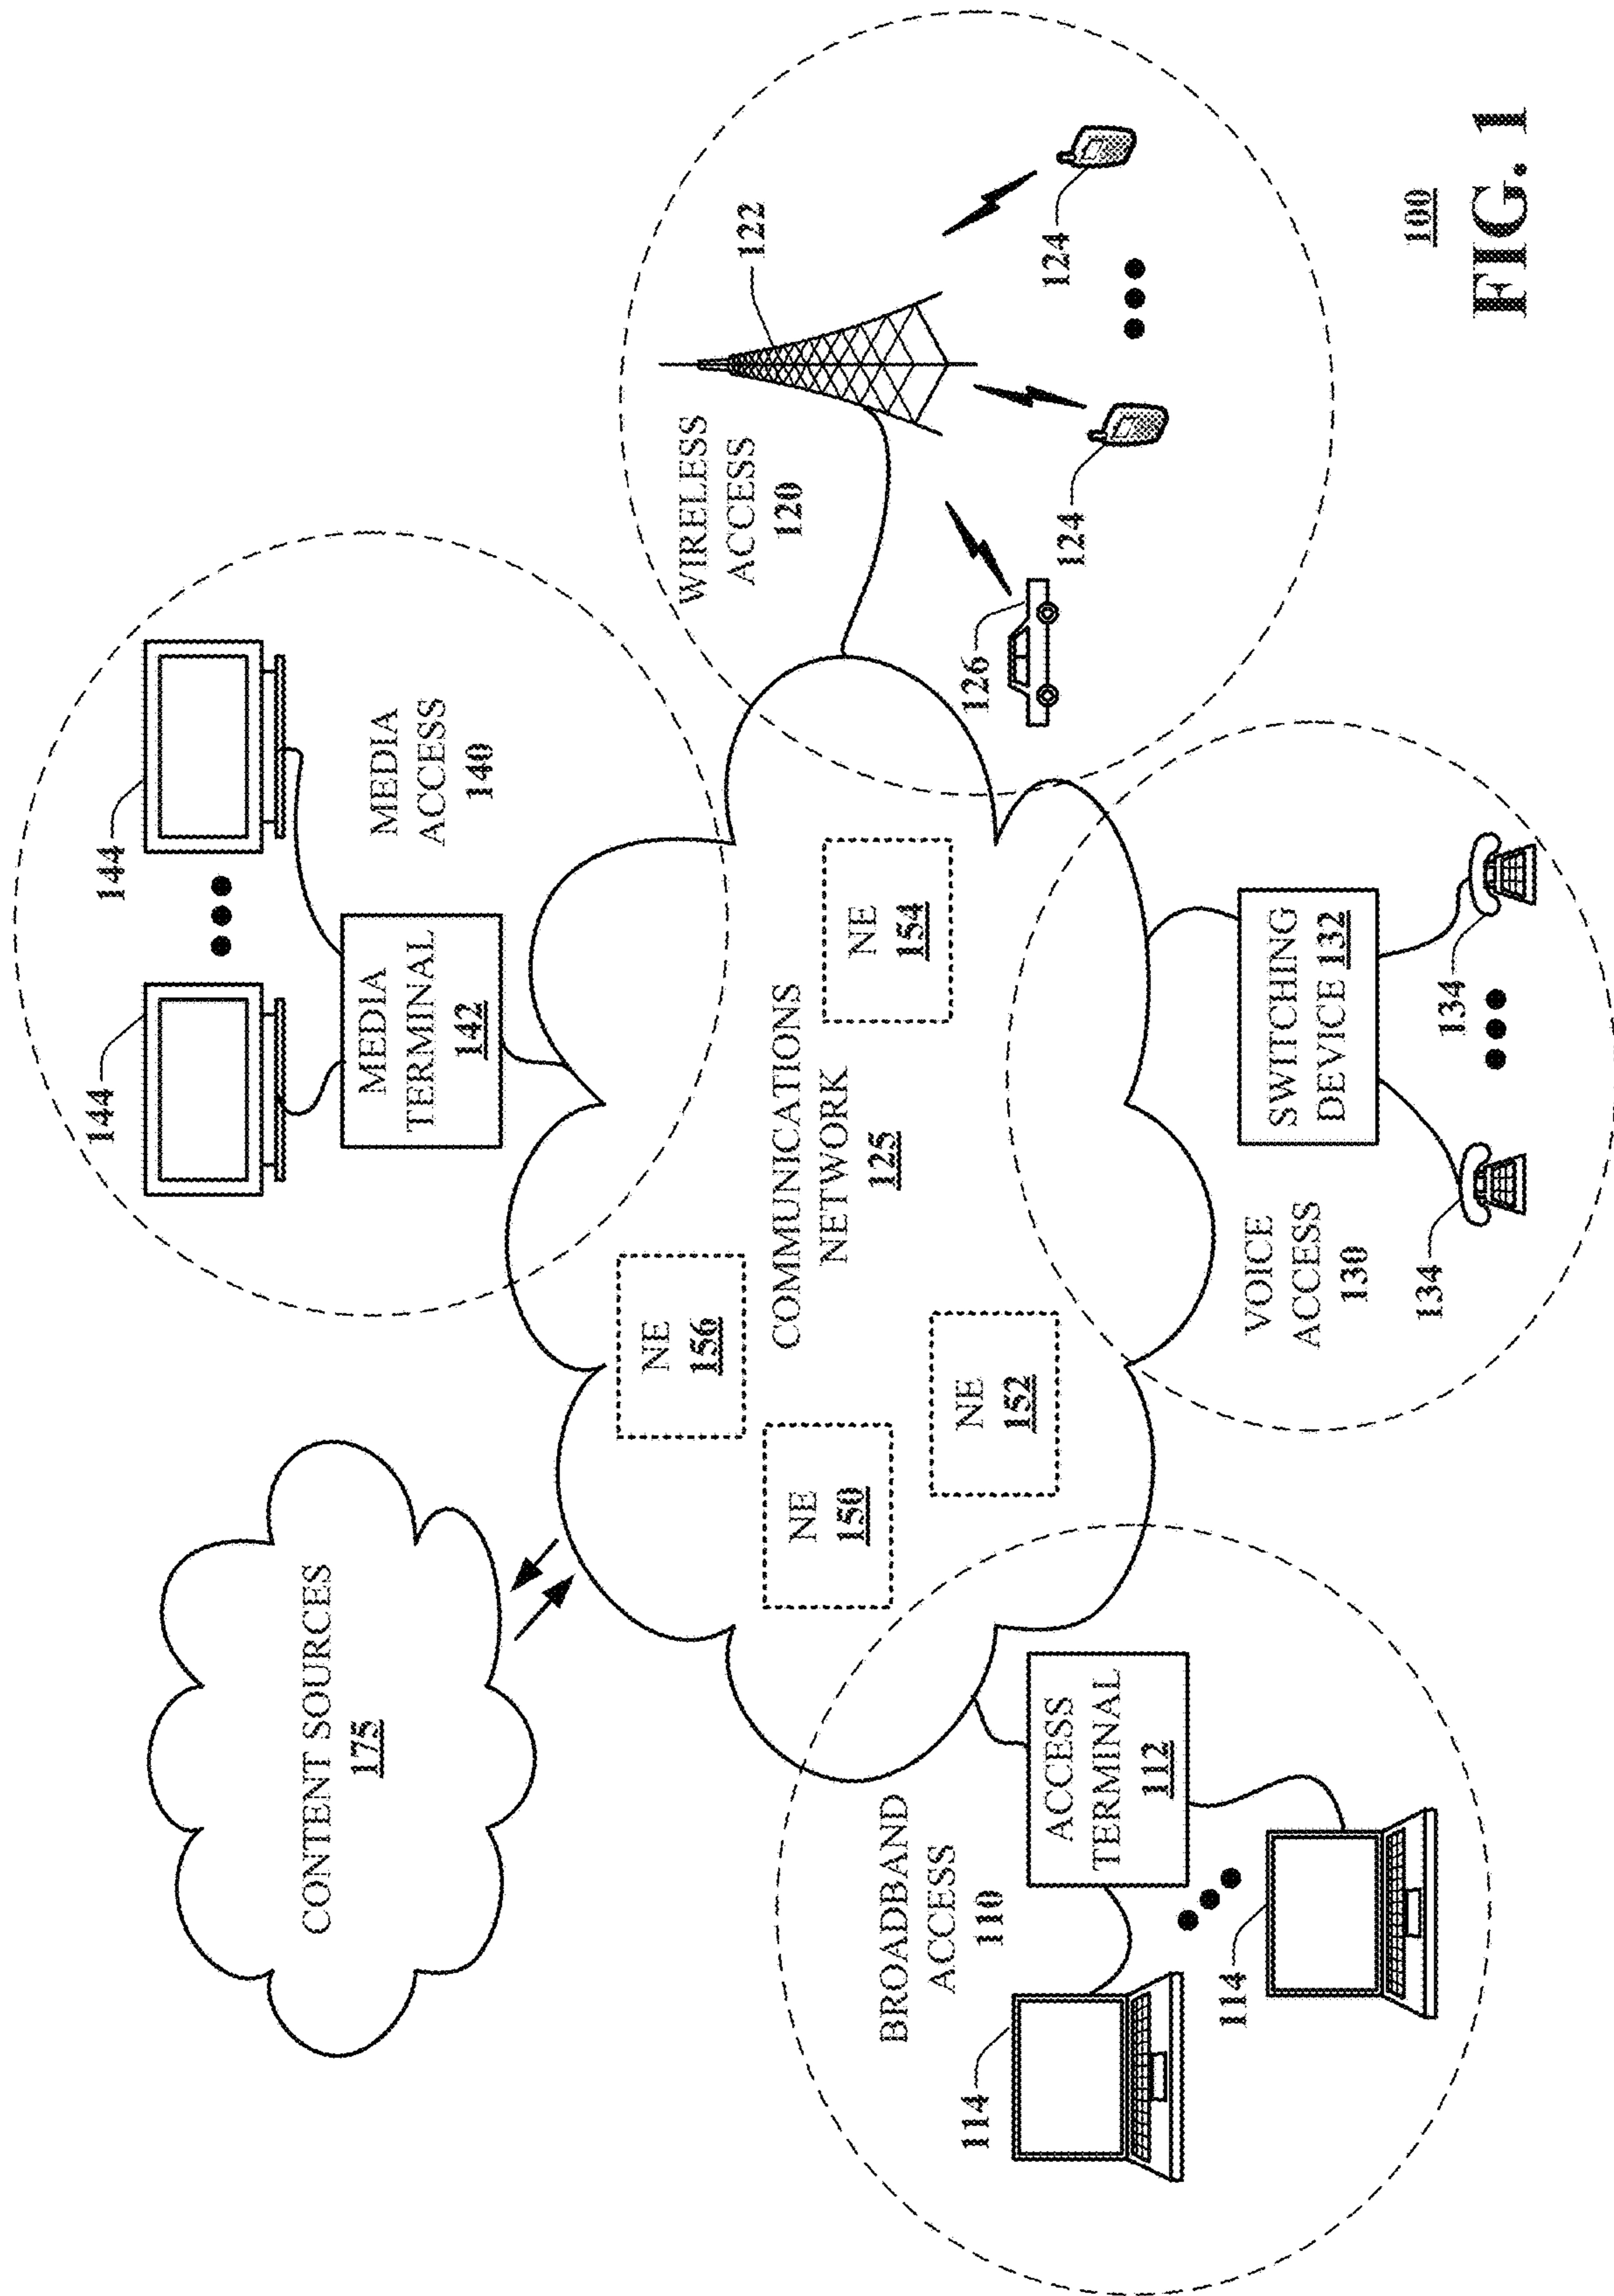 CONTENT SOURCES
175
144
144
MEDIA
TERMINAL
142
MEDIA
ACCESS
140
WIRELESS
ACCESS
120
122
NE
156
NE
150
NE
152
COMMUNICATIONS
NETWORK
125
NE
154
126
124
124
BROADBAND
ACCESS
110
ACCESS
TERMINAL
112
114
114
VOICE
ACCESS
130
SWITCHING
DEVICE 132
134
134
100
FIG. 1